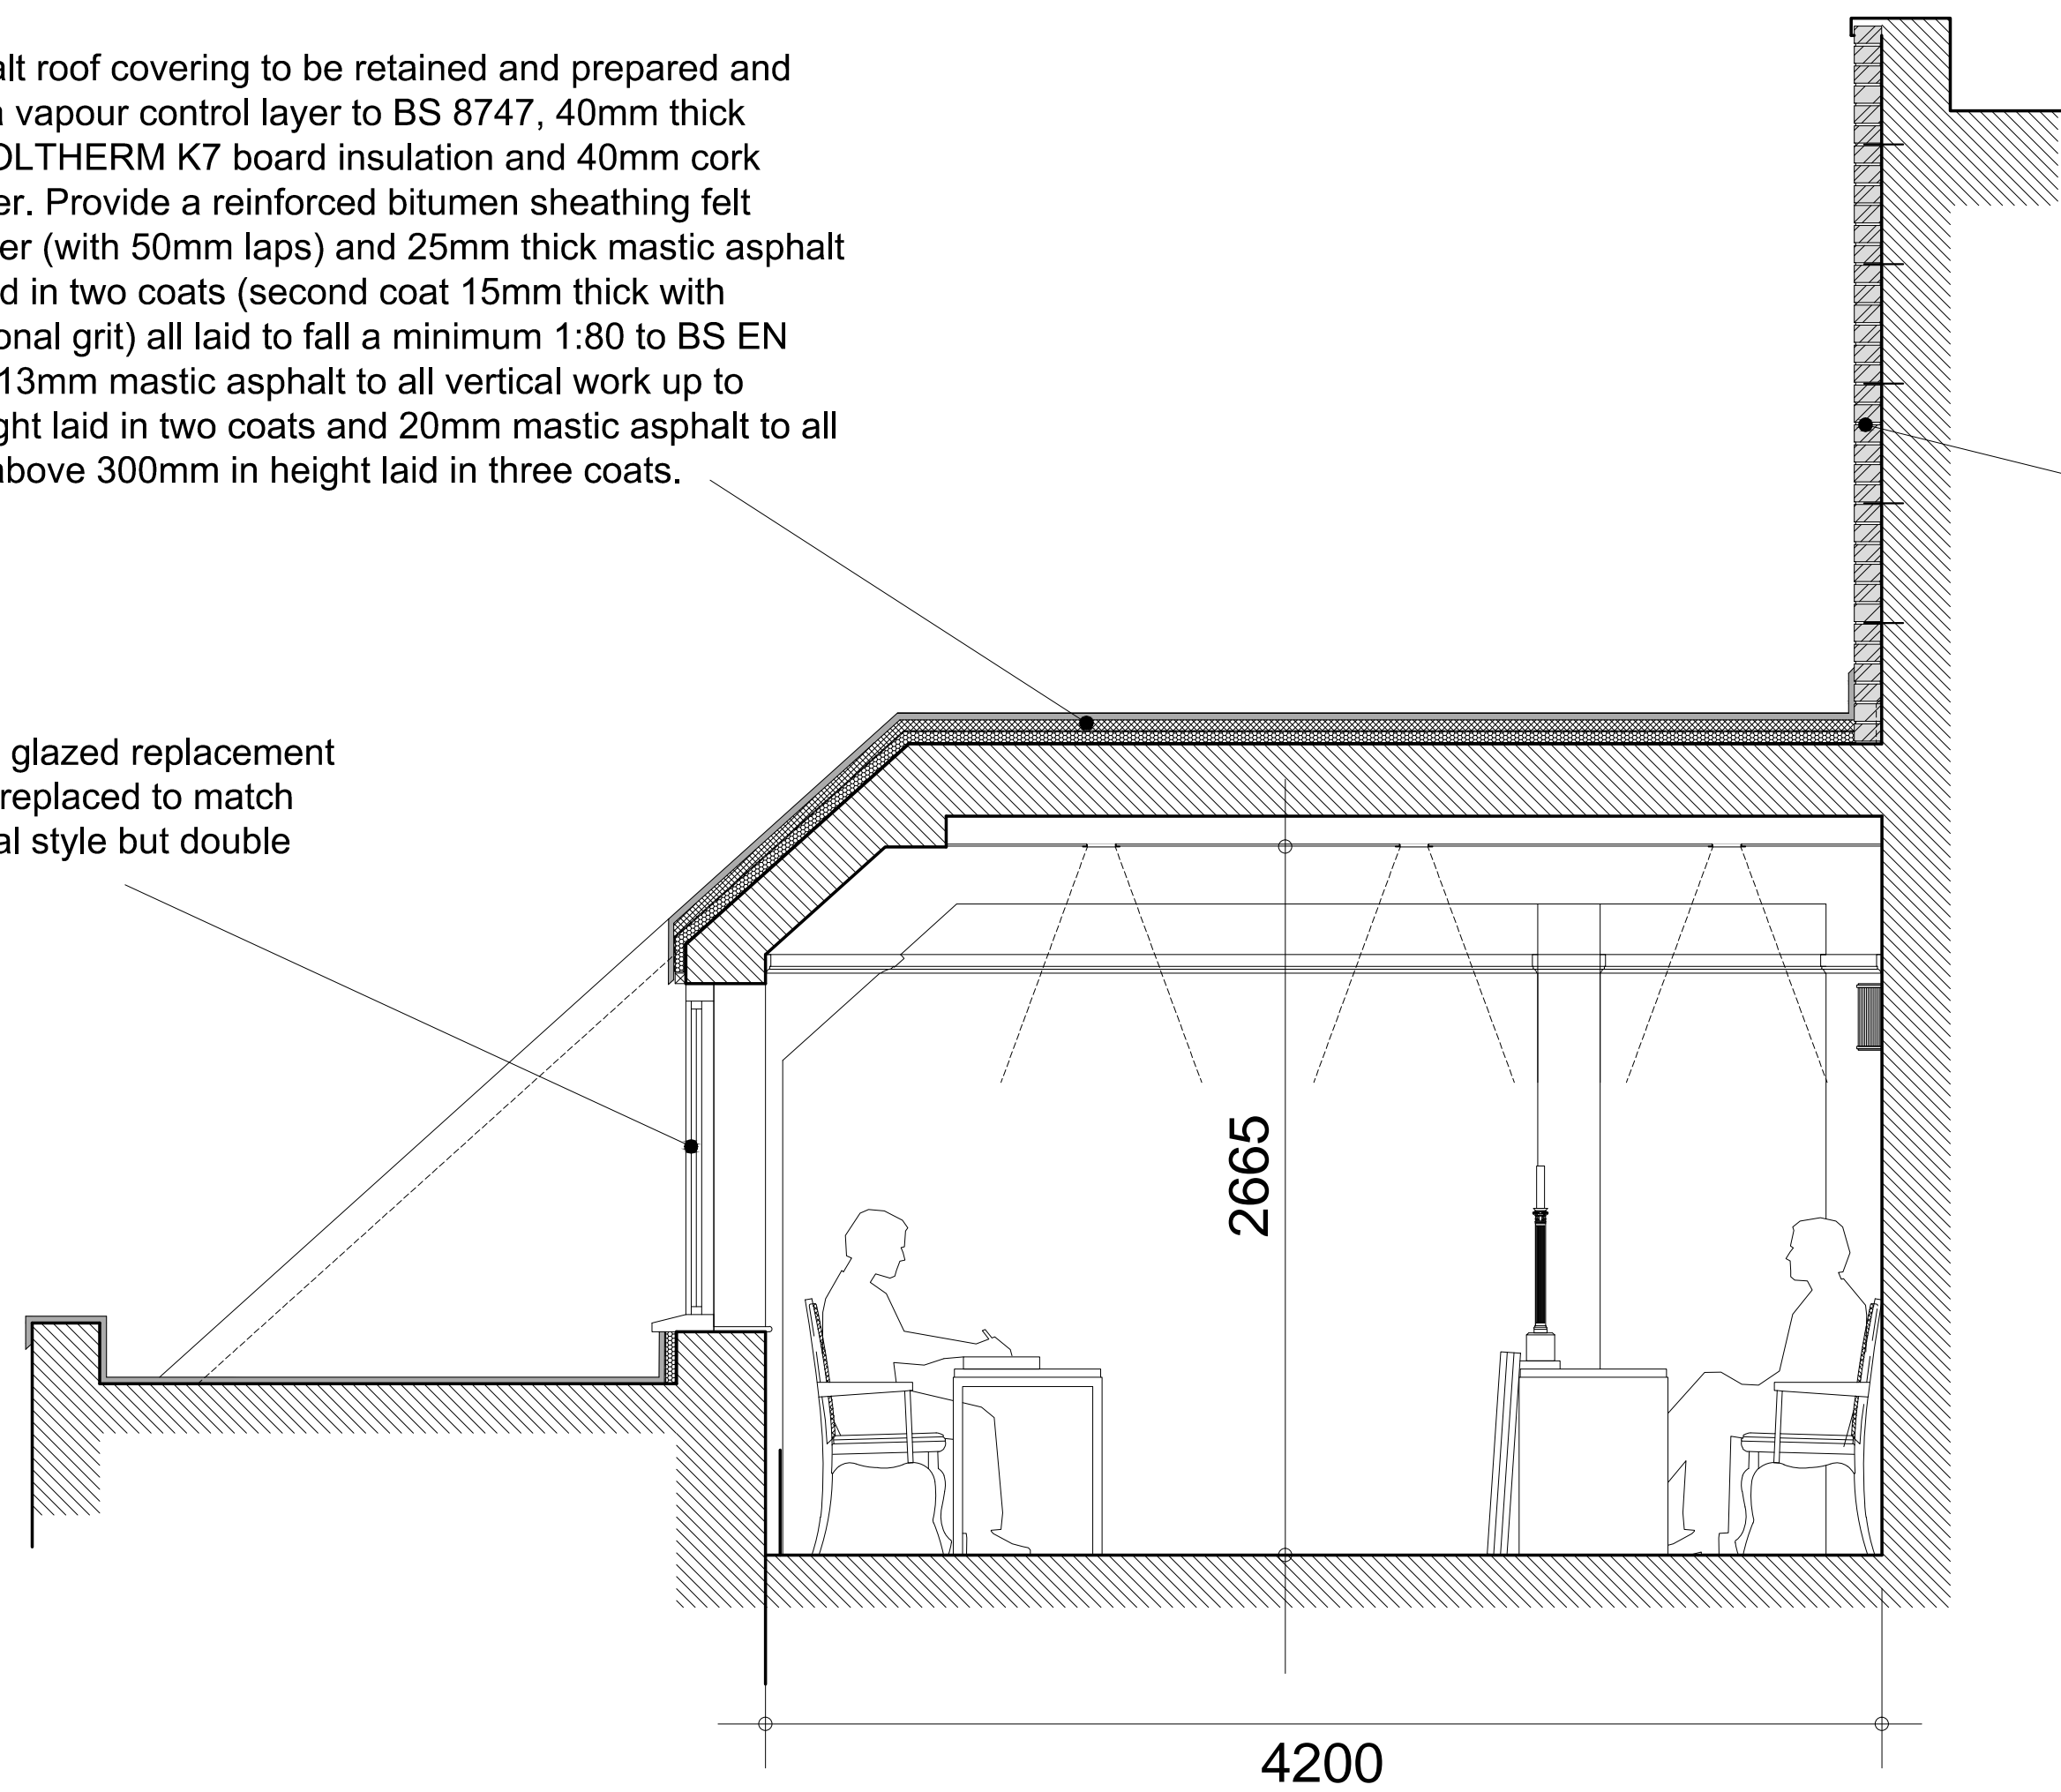 alt roof covering to be retained and prepared and
a vapour control layer to BS 8747, 40mm thick
OLTHERM K7 board insulation and 40mm cork
er. Provide a reinforced bitumen sheathing felt
er (with 50mm laps) and 25mm thick mastic asphalt
d in two coats (second coat 15mm thick with
onal grit) all laid to fall a minimum 1:80 to BS EN
13mm mastic asphalt to all vertical work up to
ght laid in two coats and 20mm mastic asphalt to all
above 300mm in height laid in three coats.
glazed replacement
replaced to match
al style but double
2665
4200